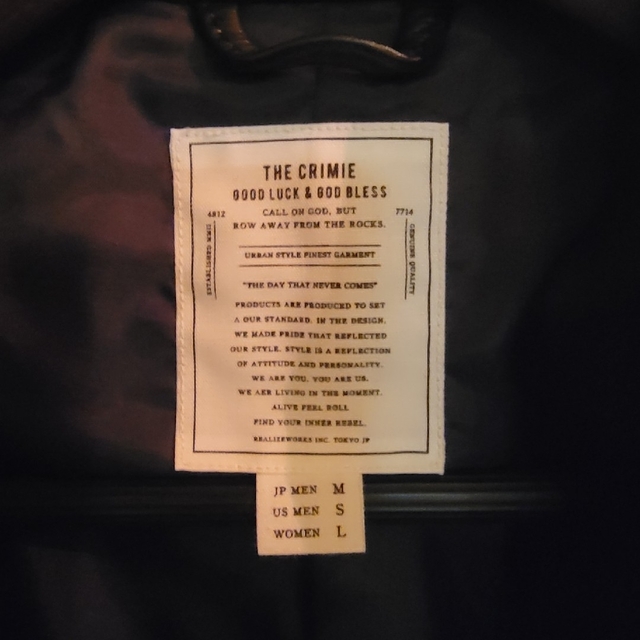 THE CRIMIE
GOOD LUCK & GOD BLESS
4812
CALL ON GOD, BUT
7714
ROW AWAY FROM THE ROCKS.
ESTABLISHED MMII
GENUINE QUALITY
URBAN STYLE FINEST GARMENT
"THE DAY THAT NEVER COMES"
PRODUCTS ARE PRODUCED TO SET
A OUR STANDARD. IN THE DESIGN.
WE MADE PRIDE THAT REFLECTED
OUR STYLE. STYLE IS A REFLECTION
OF ATTITUDE AND PERSONALITY.
WE ARE YOU. YOU ARE US.
WE AER LIVING IN THE MOMENT.
ALIVE FEEL ROLL
FIND YOUR INNER REBEL.
REALIZEWORKS INC. TOKYO JP
JP MEN M
US MEN S
WOMEN L